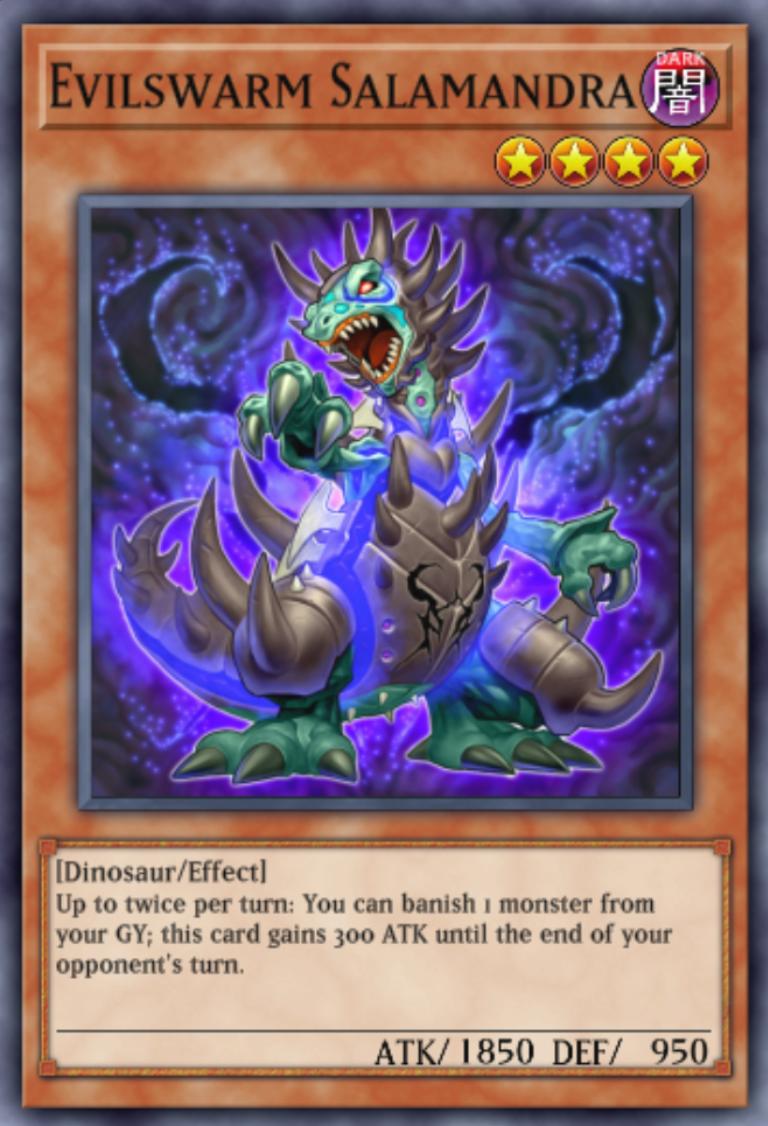 Evilswarm Salamandra
DARK
闇
[Dinosaur/Effect]
Up to twice per turn: You can banish 1 monster from
your GY; this card gains 300 ATK until the end of your
opponent's turn.
ATK/ 1850 DEF/ 950